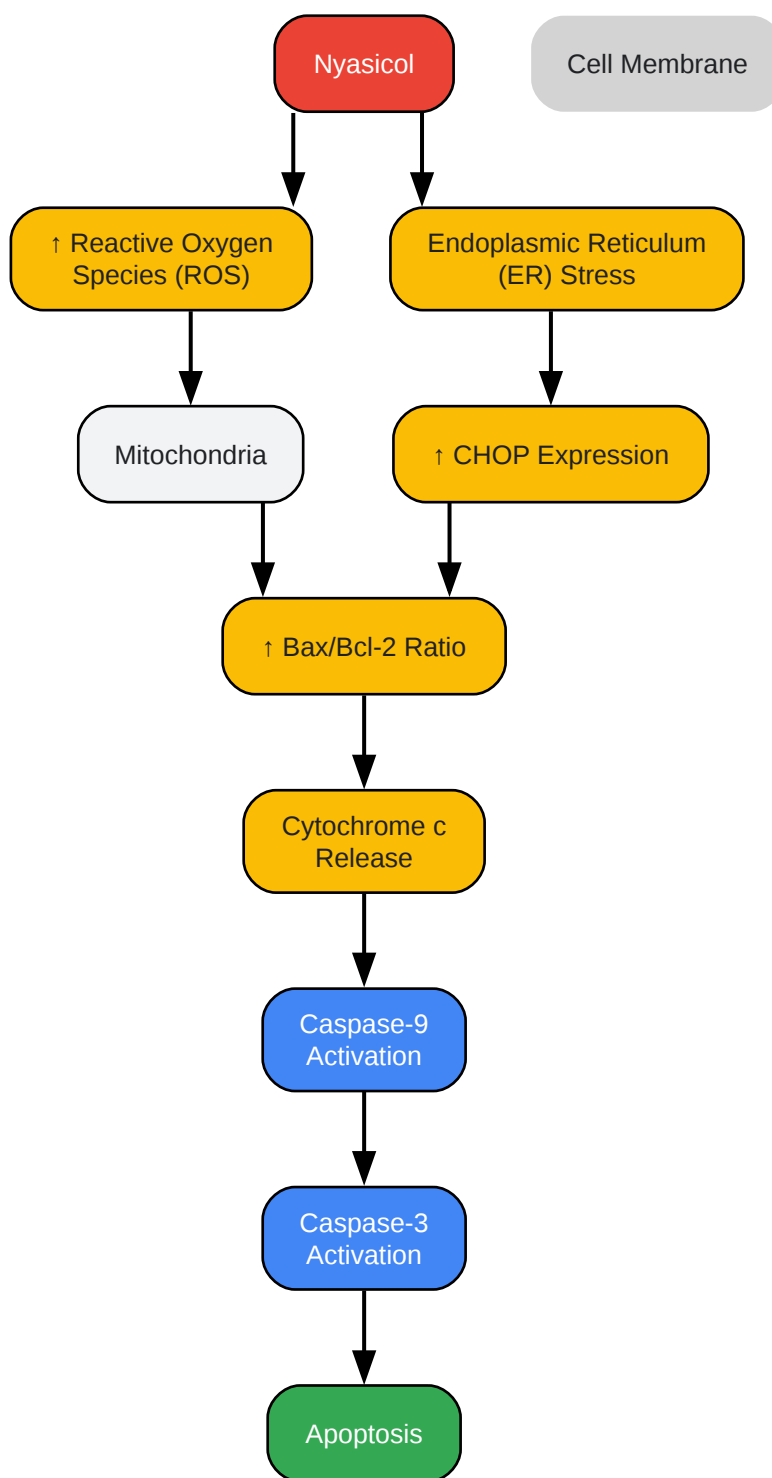 Nyasicol
Cell Membrane
↑ Reactive Oxygen
Species (ROS)
Endoplasmic Reticulum
(ER) Stress
Mitochondria
↑ CHOP Expression
↑ Bax/Bcl-2 Ratio
Cytochrome c
Release
Caspase-9
Activation
Caspase-3
Activation
Apoptosis